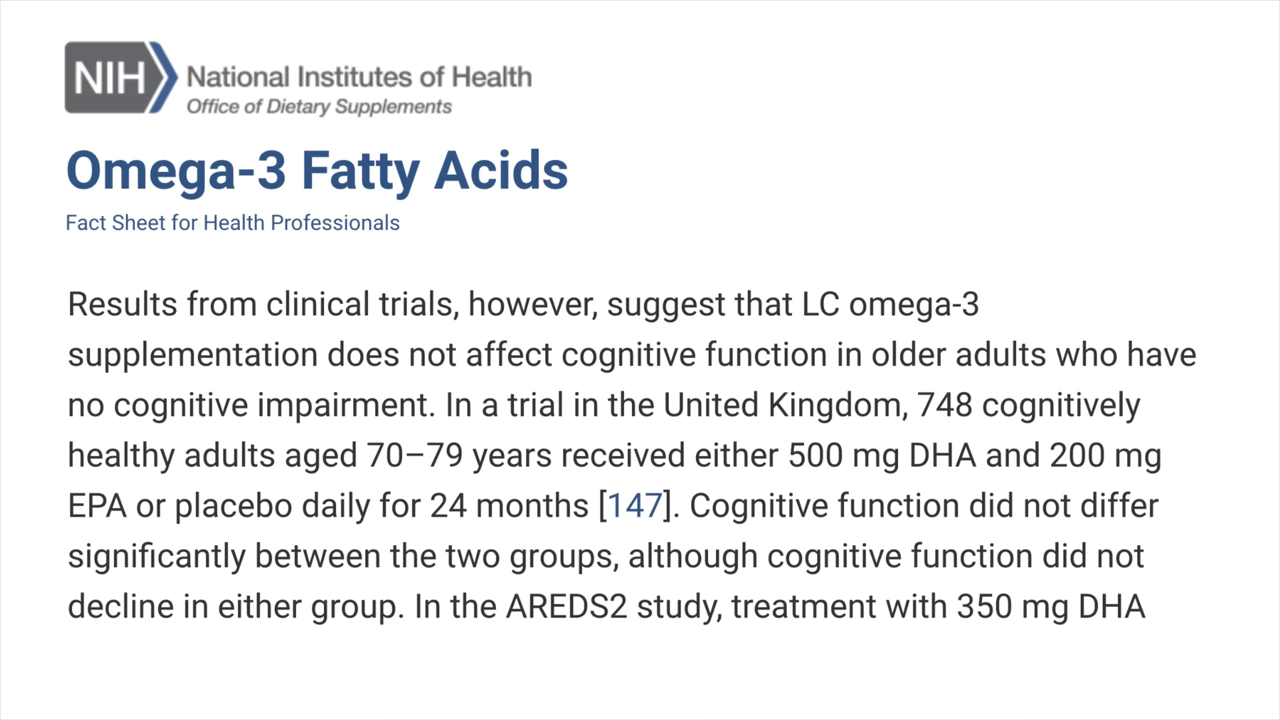 NIH National Institutes of Health
Office of Dietary Supplements
Omega-3 Fatty Acids
Fact Sheet for Health Professionals
Results from clinical trials, however, suggest that LC omega-3
supplementation does not affect cognitive function in older adults who have
no cognitive impairment. In a trial in the United Kingdom, 748 cognitively
healthy adults aged 70–79 years received either 500 mg DHA and 200 mg
EPA or placebo daily for 24 months [147]. Cognitive function did not differ
significantly between the two groups, although cognitive function did not
decline in either group. In the AREDS2 study, treatment with 350 mg DHA